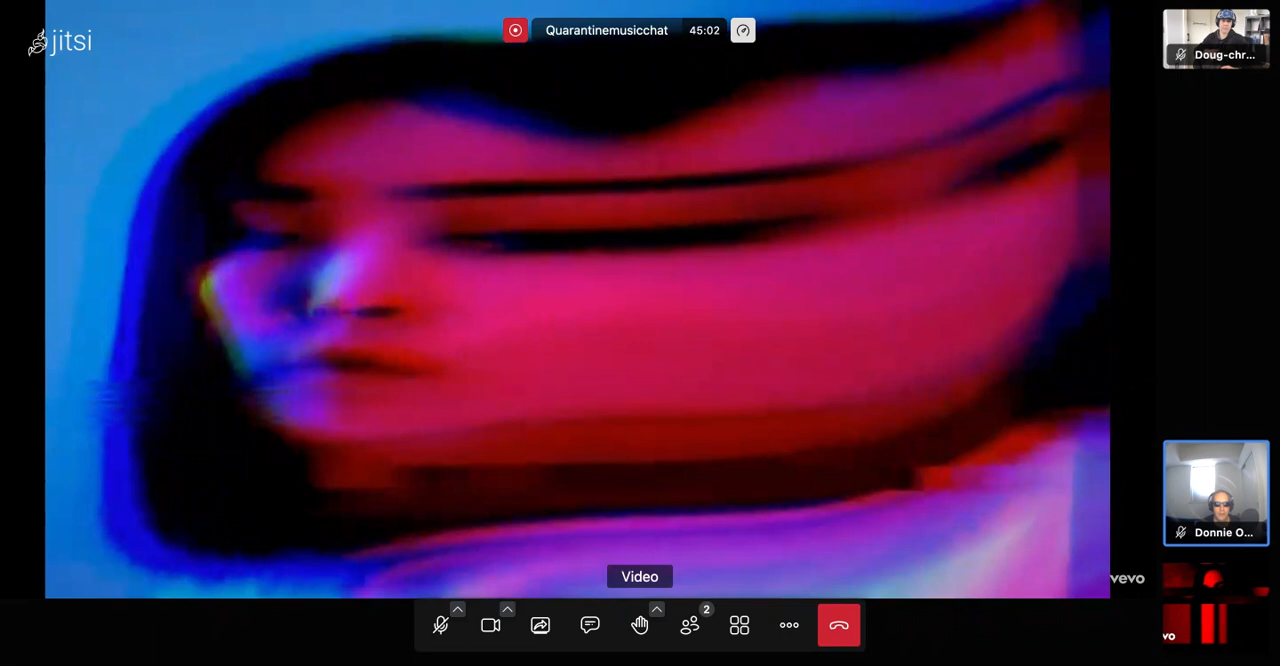 jitsi
Quarantinemusicchat 45:02
Doug-chr...
Donnie O...
Video
vevo
vo
2